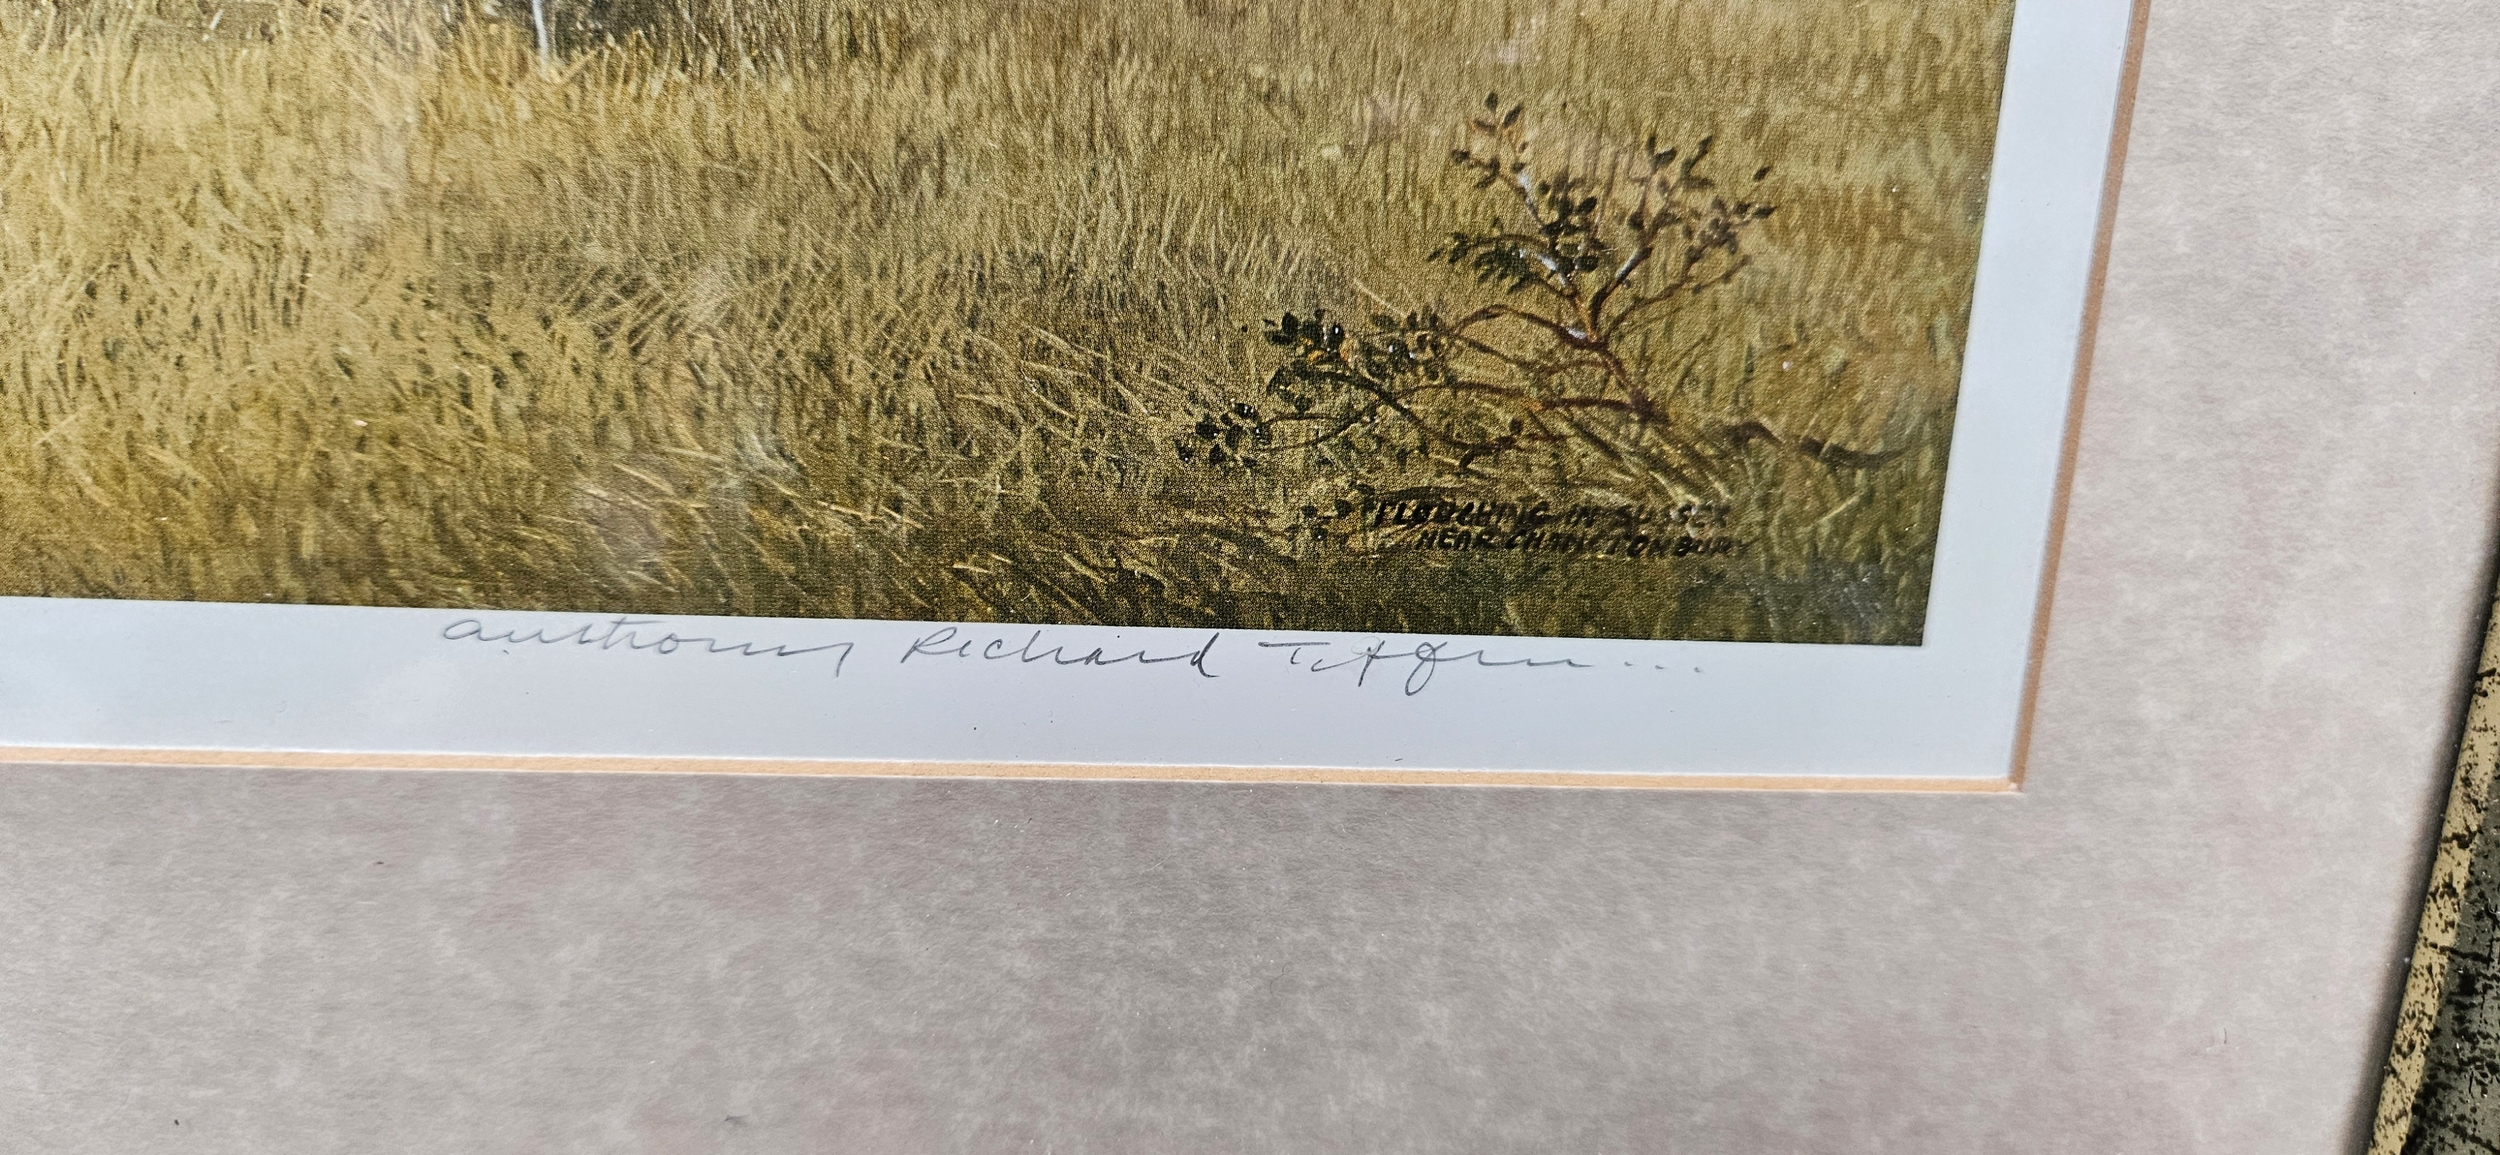 PLOUGHING IN SUSSEX
NEAR CHANCTONBURY
Anthony Richard